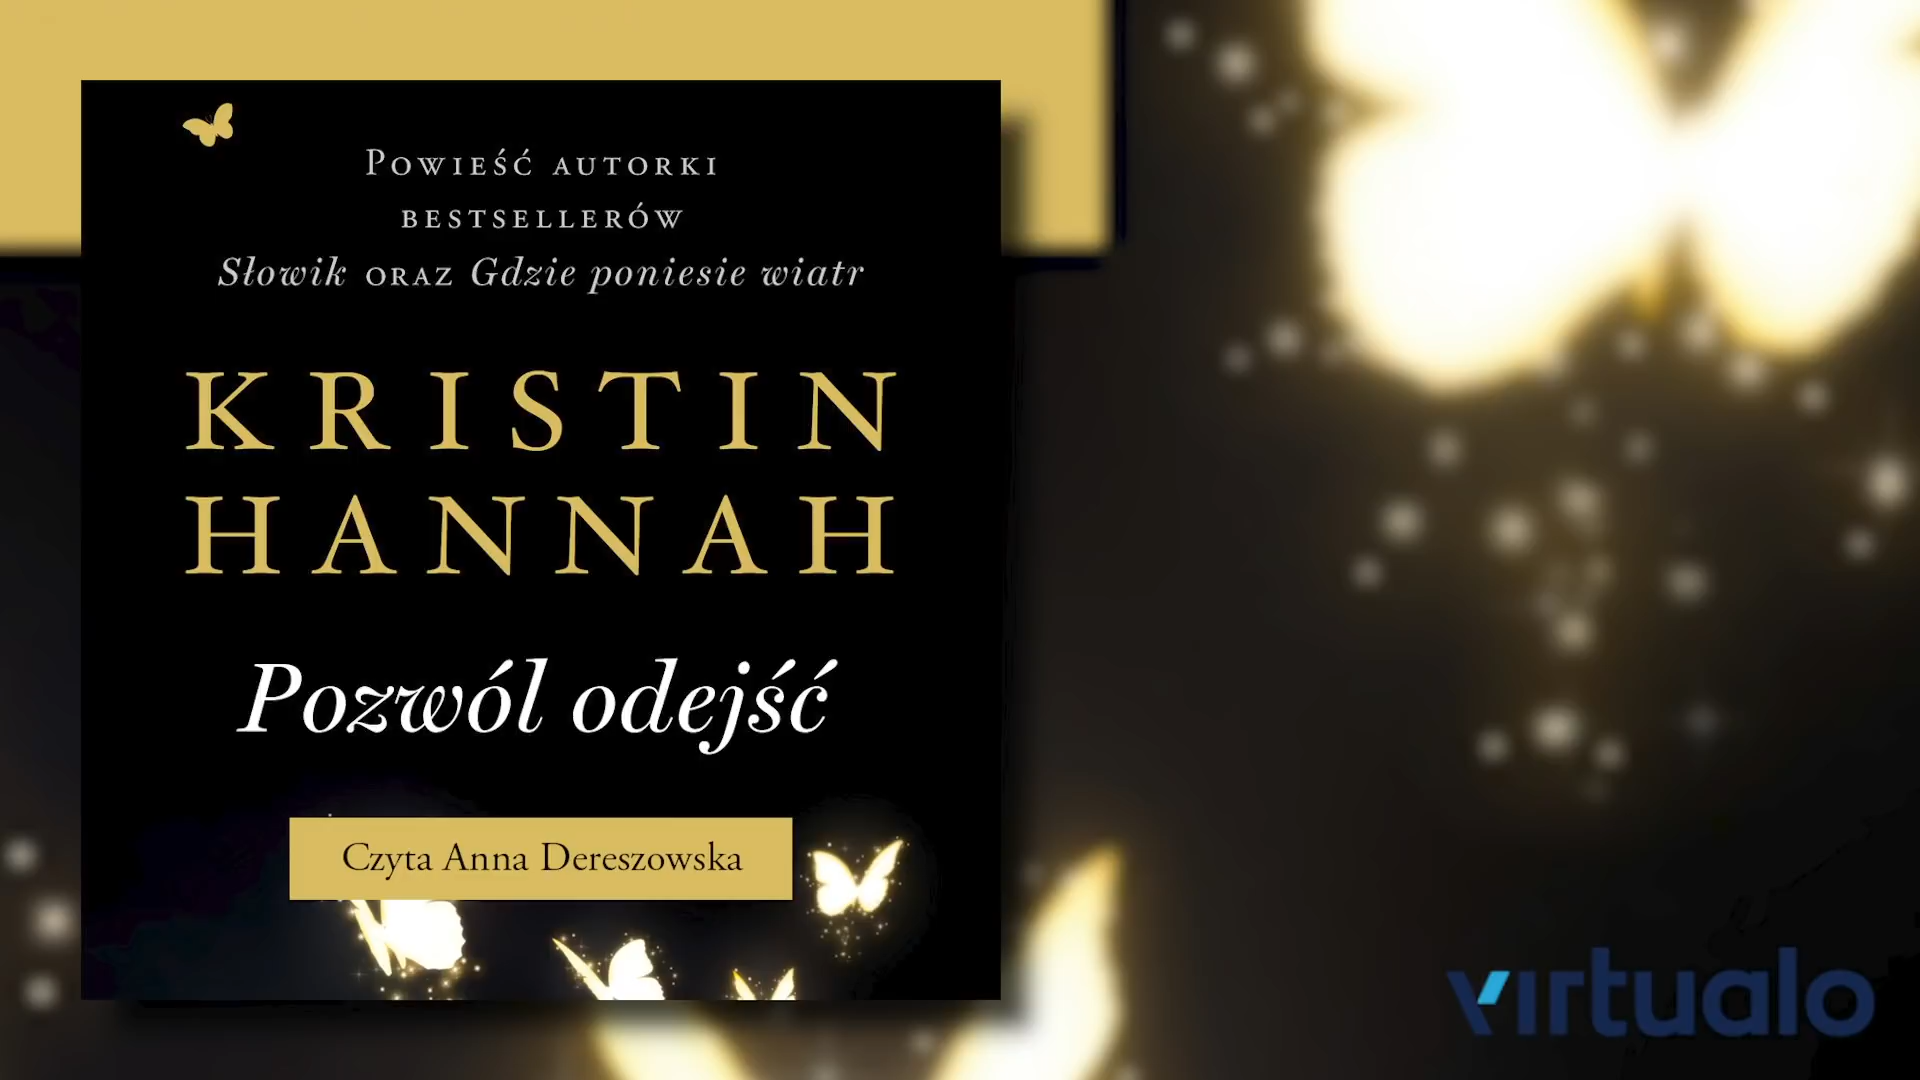 Powieść autorki
bestsellerów
Słowik oraz Gdzie poniesie wiatr
KRISTIN
HANNAH
Pozwól odejść
Czyta Anna Dereszowska
virtualo